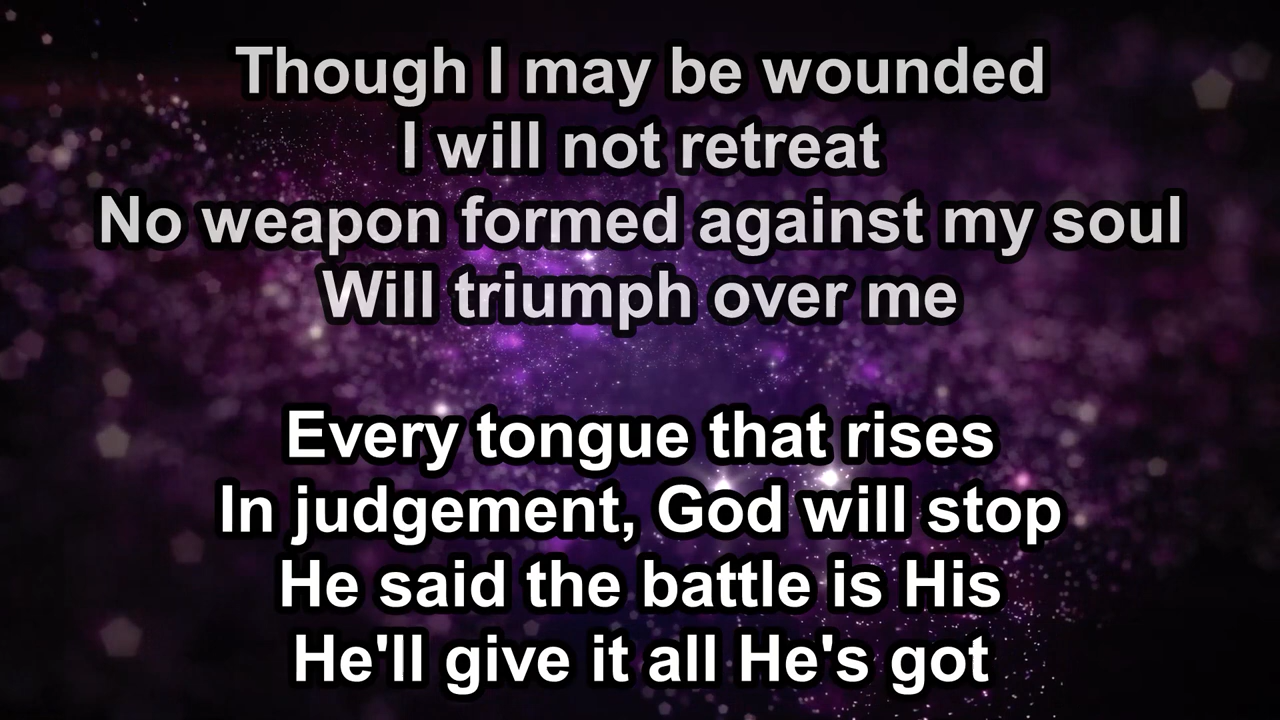 Though I may be wounded
I will not retreat
No weapon formed against my soul
Will triumph over me
Every tongue that rises
In judgement, God will stop
He said the battle is His
He'll give it all He's got